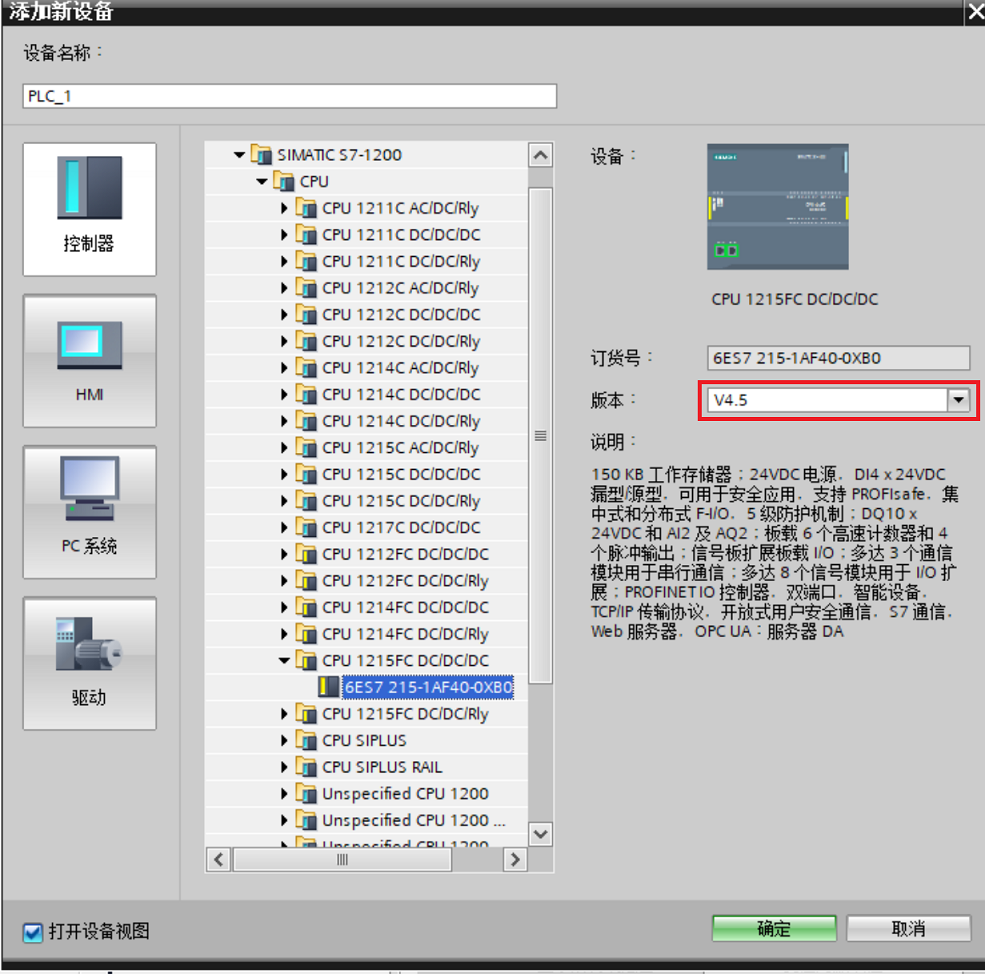 添加新设备
设备名称：
PLC_1
控制器
HMI
PC 系统
驱动
SIMATIC S7-1200
CPU
CPU 1211C AC/DC/Rly
CPU 1211C DC/DC/DC
CPU 1211C DC/DC/Rly
CPU 1212C AC/DC/Rly
CPU 1212C DC/DC/DC
CPU 1212C DC/DC/Rly
CPU 1214C AC/DC/Rly
CPU 1214C DC/DC/DC
CPU 1214C DC/DC/Rly
CPU 1215C AC/DC/Rly
CPU 1215C DC/DC/DC
CPU 1215C DC/DC/Rly
CPU 1217C DC/DC/DC
CPU 1212FC DC/DC/DC
CPU 1212FC DC/DC/Rly
CPU 1214FC DC/DC/DC
CPU 1214FC DC/DC/Rly
CPU 1215FC DC/DC/DC
6ES7 215-1AF40-0XB0
CPU 1215FC DC/DC/Rly
CPU SIPLUS
CPU SIPLUS RAIL
Unspecified CPU 1200
Unspecified CPU 1200 ...
Unspecified CPU 1200
设备：
CPU 1215FC DC/DC/DC
订货号：
6ES7 215-1AF40-0XB0
版本：
V4.5
说明：
150 KB 工作存储器；24VDC 电源，DI4 x 24VDC
漏型/源型，可用于安全应用，支持 PROFIsafe，集
中式和分布式 F-I/O，5 级防护机制；DQ10 x
24VDC 和 AI2 及 AQ2；板载 6 个高速计数器和 4
个脉冲输出；信号板扩展板载 I/O；多达 3 个通信
模块用于串行通信；多达 8 个信号模块用于 I/O 扩
展；PROFINET IO 控制器，双端口，智能设备，
TCP/IP 传输协议，开放式用户安全通信，S7 通信，
Web 服务器，OPC UA：服务器 DA
打开设备视图
确定
取消